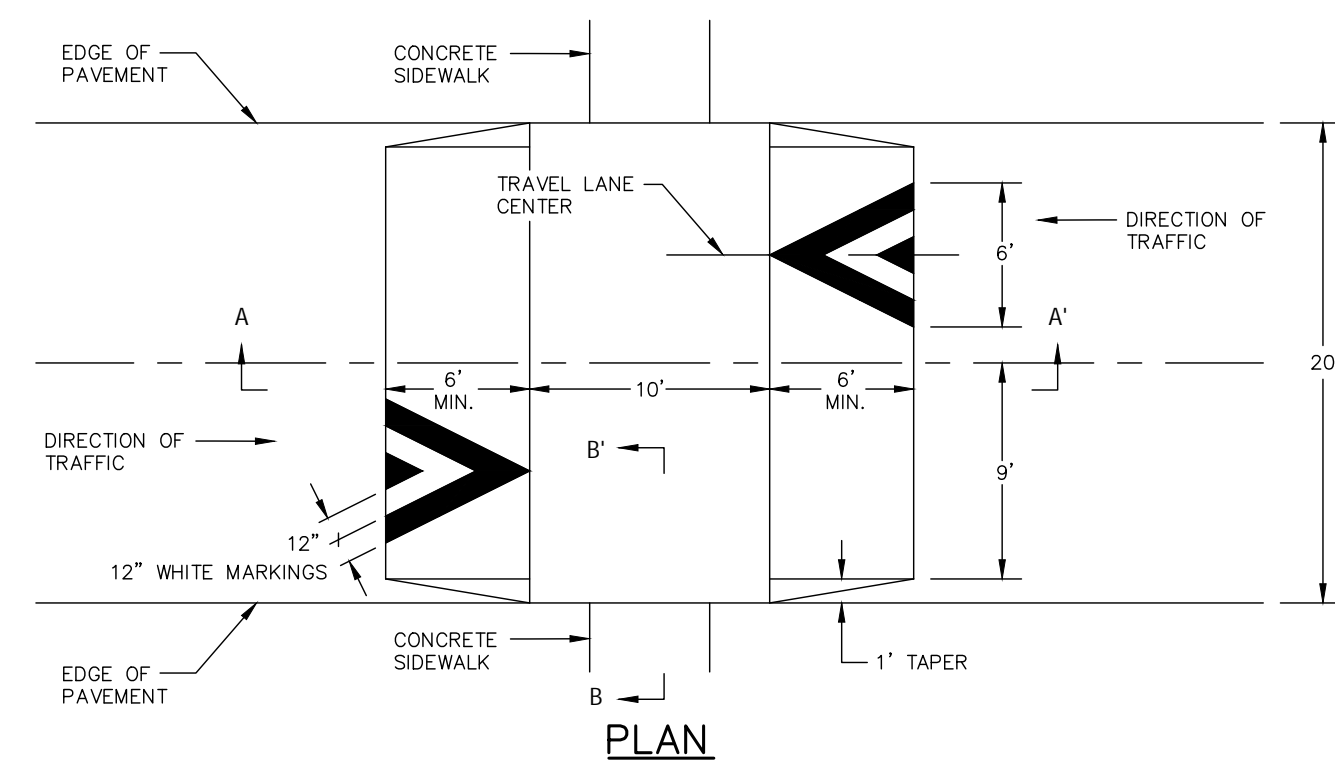 EDGE OF
PAVEMENT
CONCRETE
SIDEWALK
TRAVEL LANE
CENTER
DIRECTION OF
TRAFFIC
6'
20
A
A'
6'
MIN.
10'
6'
MIN.
DIRECTION OF
TRAFFIC
B'
9'
12"
12" WHITE MARKINGS
CONCRETE
SIDEWALK
1' TAPER
EDGE OF
PAVEMENT
B
PLAN